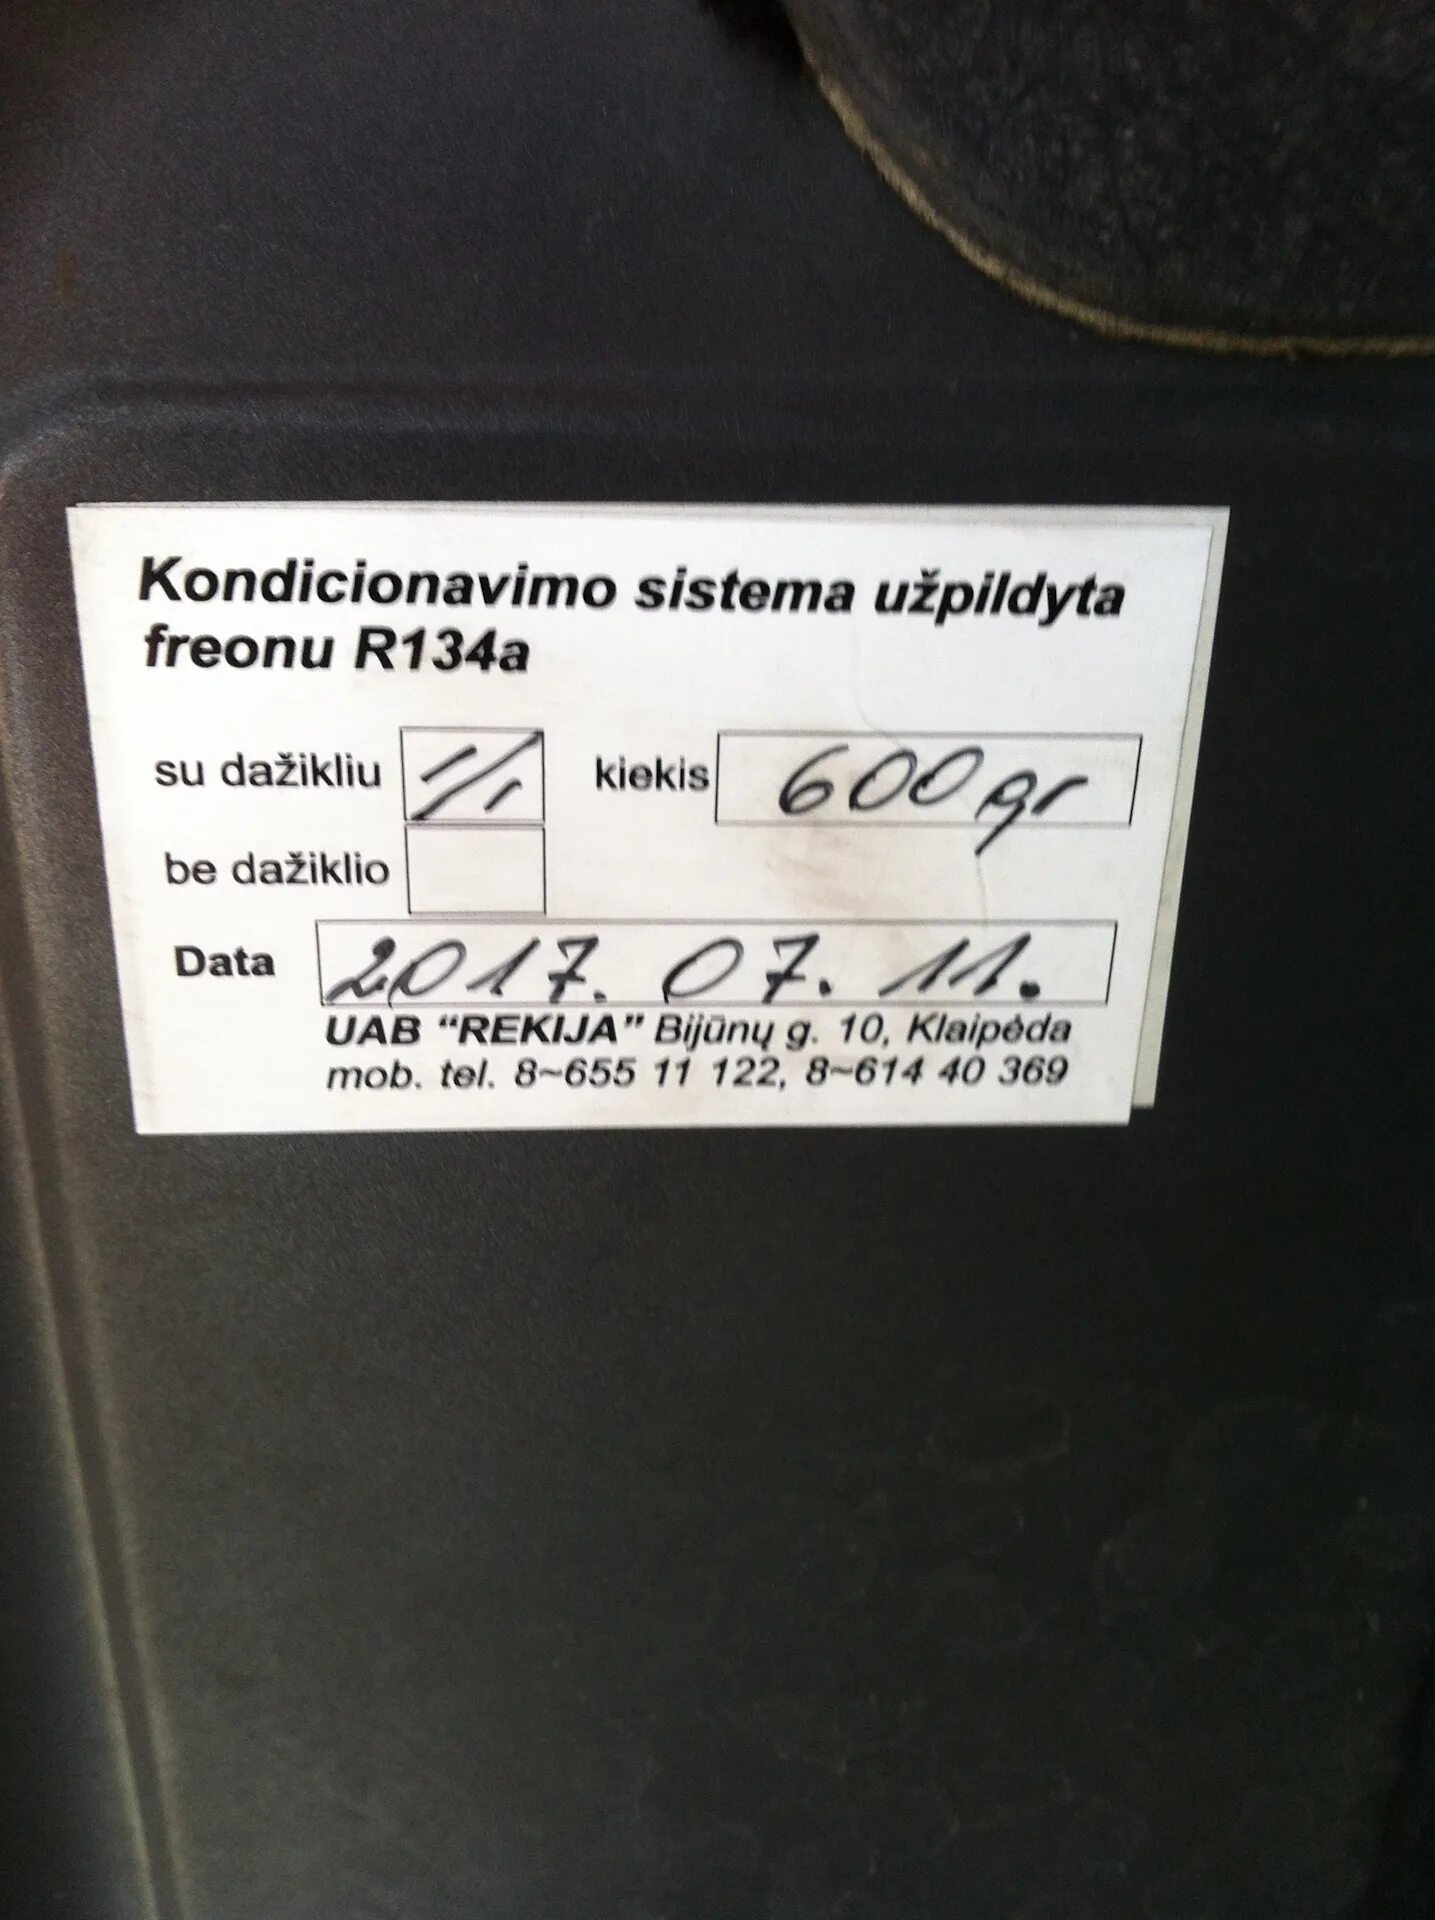 Kondicionavimo sistema užpildyta
freonu R134a
su dažikliu kiekis 600 gr
be dažiklio
Data 2017. 07. 11.
UAB "REKIJA" Bijūnų g. 10, Klaipėda
mob. tel. 8~655 11 122, 8~614 40 369